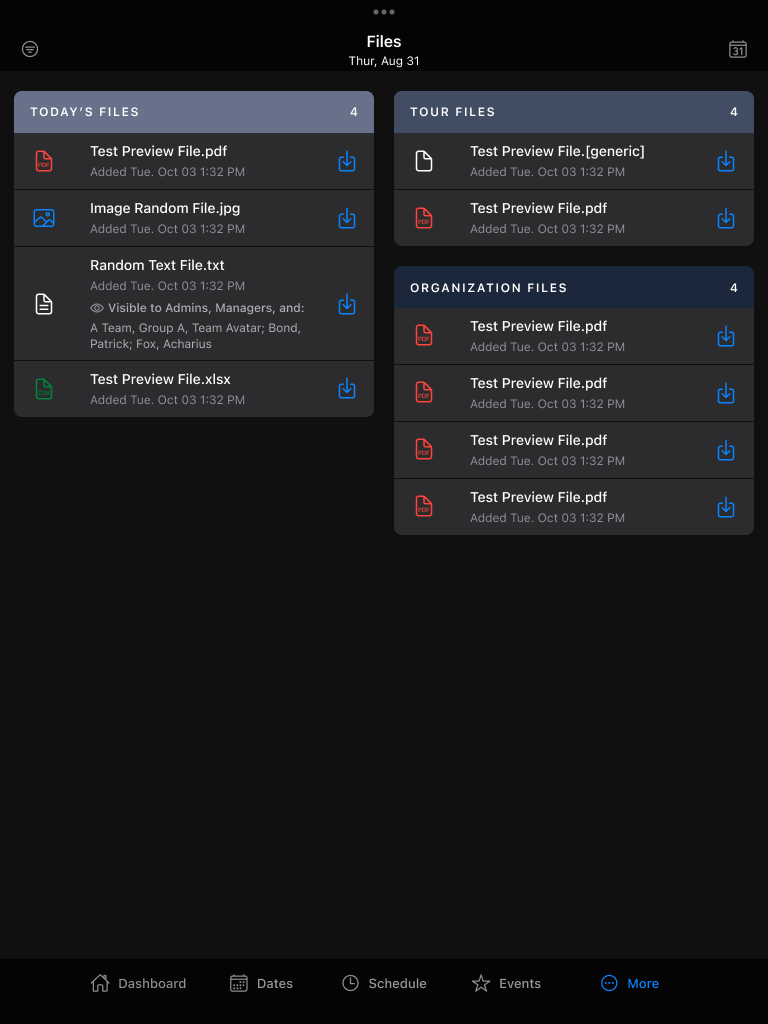 Files
Thur, Aug 31
31
TODAY'S FILES 4
PDF
Test Preview File.pdf
Added Tue. Oct 03 1:32 PM
Image Random File.jpg
Added Tue. Oct 03 1:32 PM
Random Text File.txt
Added Tue. Oct 03 1:32 PM
Visible to Admins, Managers, and:
A Team, Group A, Team Avatar; Bond,
Patrick; Fox, Acharius
CSV
Test Preview File.xlsx
Added Tue. Oct 03 1:32 PM
TOUR FILES 4
Test Preview File.[generic]
Added Tue. Oct 03 1:32 PM
PDF
Test Preview File.pdf
Added Tue. Oct 03 1:32 PM
ORGANIZATION FILES 4
PDF
Test Preview File.pdf
Added Tue. Oct 03 1:32 PM
PDF
Test Preview File.pdf
Added Tue. Oct 03 1:32 PM
PDF
Test Preview File.pdf
Added Tue. Oct 03 1:32 PM
PDF
Test Preview File.pdf
Added Tue. Oct 03 1:32 PM
Dashboard Dates Schedule Events More